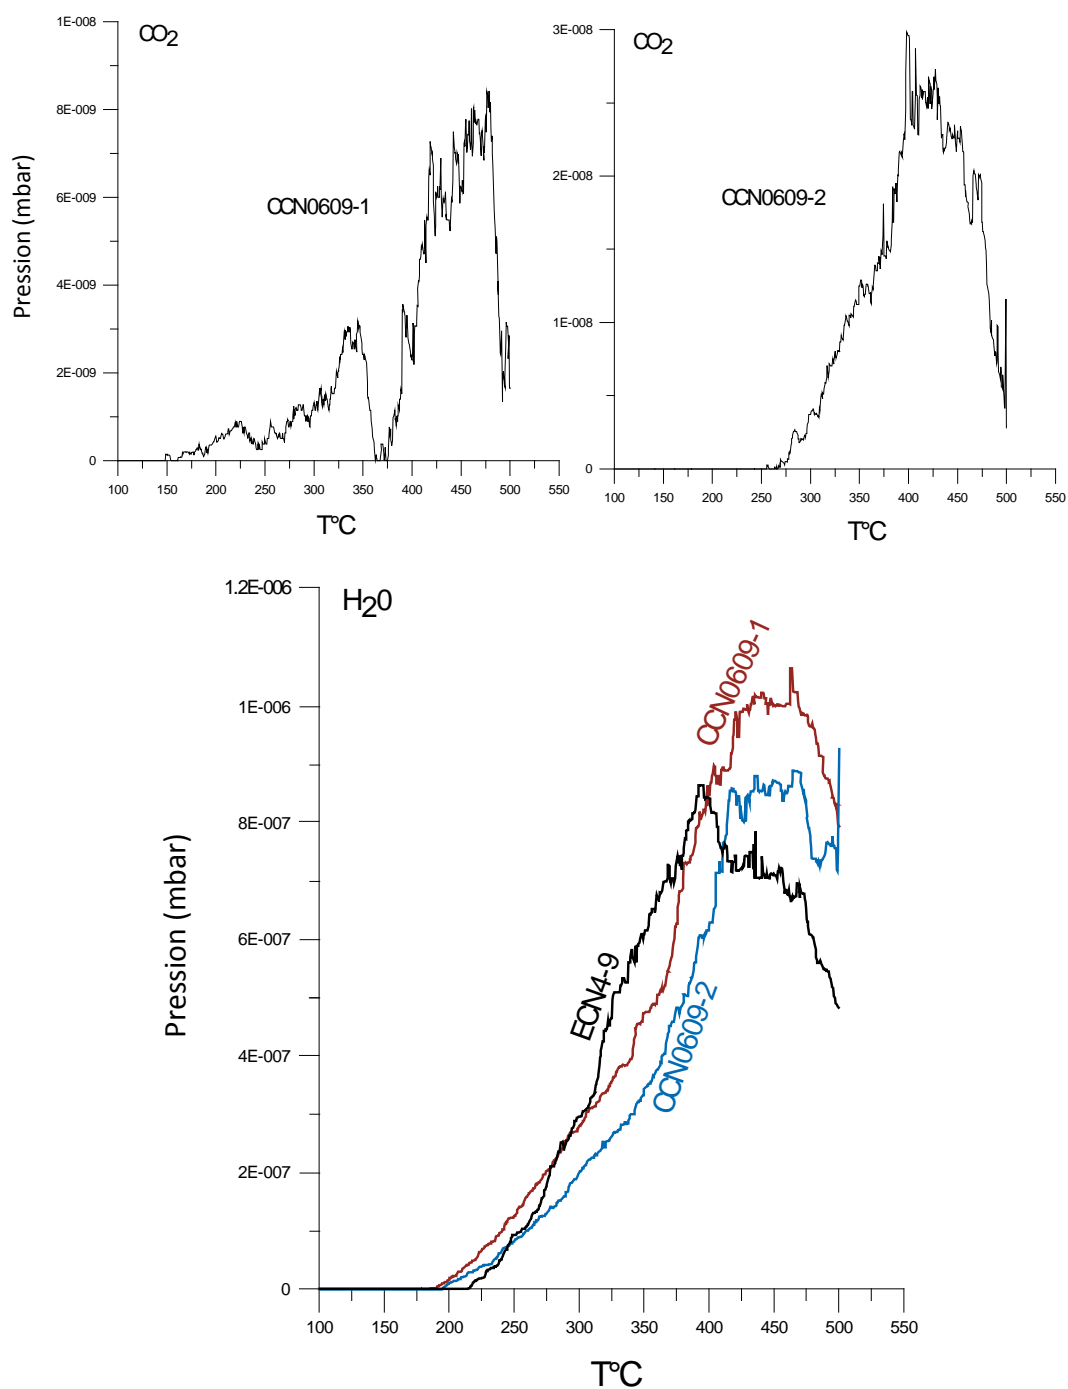 1E-008
CO2
8E-009
6E-009
4E-009
2E-009
0
Pression (mbar)
CCN0609-1
100 150 200 250 300 350 400 450 500 550
T°C
3E-008
CO2
2E-008
1E-008
0
CCN0609-2
100 150 200 250 300 350 400 450 500 550
T°C
1.2E-006
H20
1E-006
8E-007
6E-007
4E-007
2E-007
0
Pression (mbar)
CCN0609-1
ECN4-9
CCN0609-2
100 150 200 250 300 350 400 450 500 550
T°C